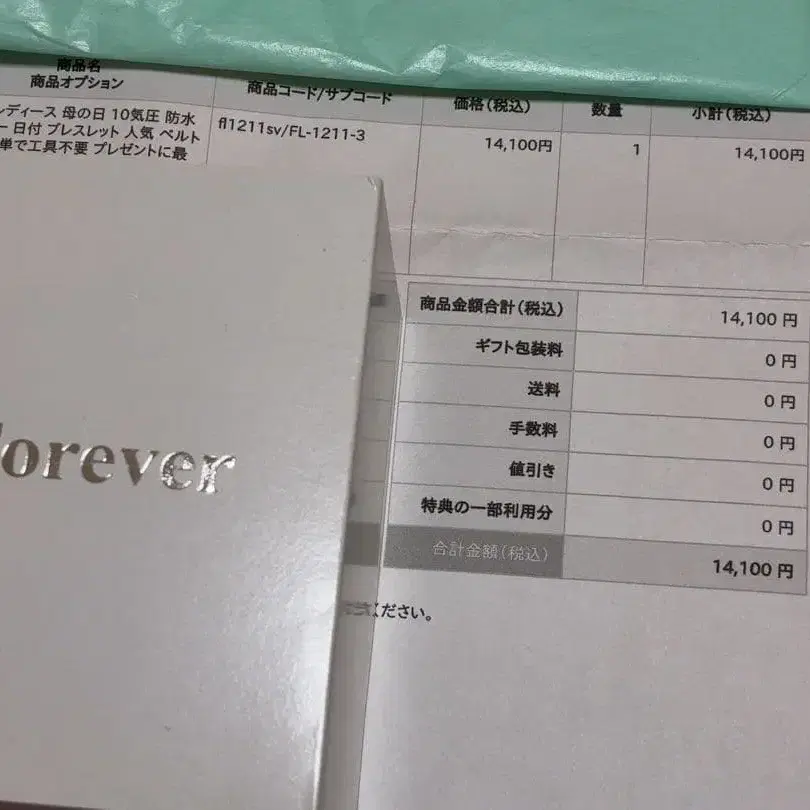 商品名
商品オプション
商品コード/サブコード
価格(税込)
数量
小計(税込)
レディース 母の日 10気圧 防水
ー 日付 ブレスレット 人気 ベルト
単で工具不要 プレゼントに最
fl1211sv/FL-1211-3
14,100円
1
14,100円
商品金額合計(税込)
14,100 円
ギフト包装料
0 円
送料
0 円
手数料
0 円
値引き
0 円
特典の一部利用分
0 円
合計金額(税込)
14,100 円
ください。
orever